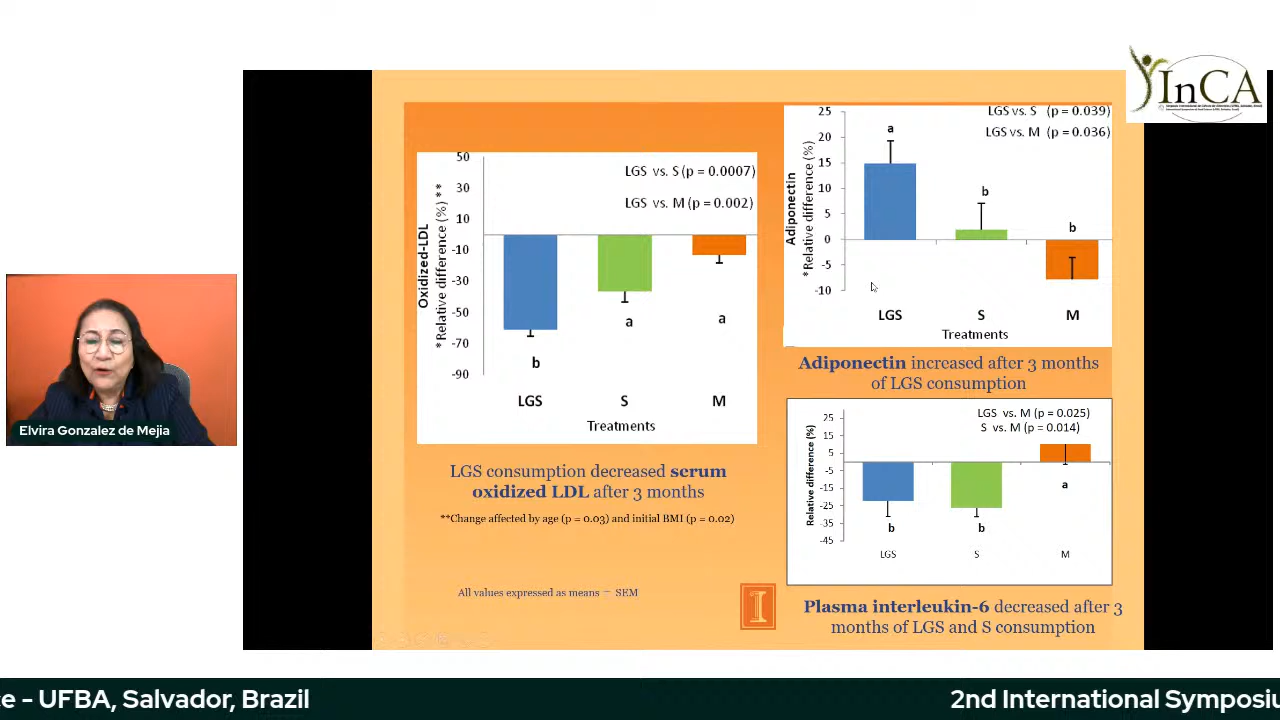 InCA
25
20
15
10
5
0
-5
-10
Adiponectin
*Relative difference (%)
LGS vs. S (p = 0.039)
LGS vs. M (p = 0.036)
a
b
b
LGS S M
Treatments
Adiponectin increased after 3 months
of LGS consumption
50
30
10
-10
-30
-50
-70
-90
Oxidized-LDL
*Relative difference (%) **
LGS vs. S (p = 0.0007)
LGS vs. M (p = 0.002)
b
a
a
LGS S M
Treatments
LGS consumption decreased serum
oxidized LDL after 3 months
**Change affected by age (p = 0.03) and initial BMI (p = 0.02)
All values expressed as means − SEM
I
25
15
5
-5
-15
-25
-35
-45
Relative difference (%)
LGS vs. M (p = 0.025)
S vs. M (p = 0.014)
b
b
a
LGS S M
Plasma interleukin-6 decreased after 3
months of LGS and S consumption
Elvira Gonzalez de Mejia
ce - UFBA, Salvador, Brazil
2nd International Symposiu